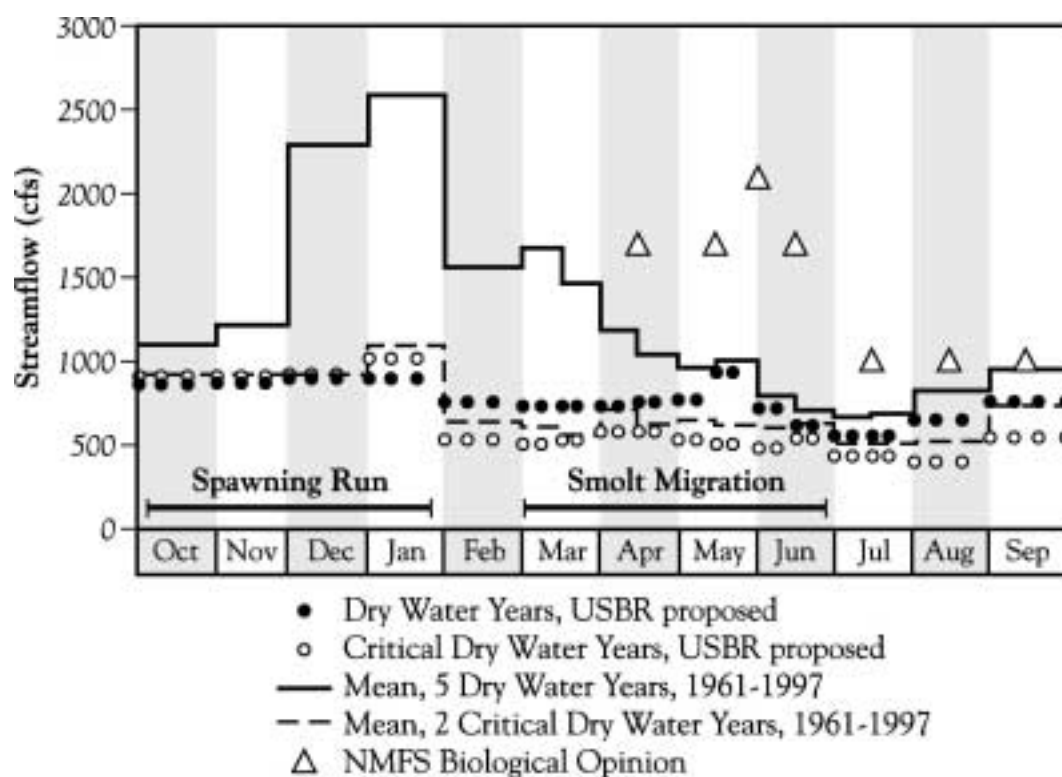 3000
2500
2000
1500
1000
500
0
Streamflow (cfs)
Spawning Run
Smolt Migration
Oct Nov Dec Jan Feb Mar Apr May Jun Jul Aug Sep
Dry Water Years, USBR proposed
Critical Dry Water Years, USBR proposed
Mean, 5 Dry Water Years, 1961-1997
Mean, 2 Critical Dry Water Years, 1961-1997
NMFS Biological Opinion